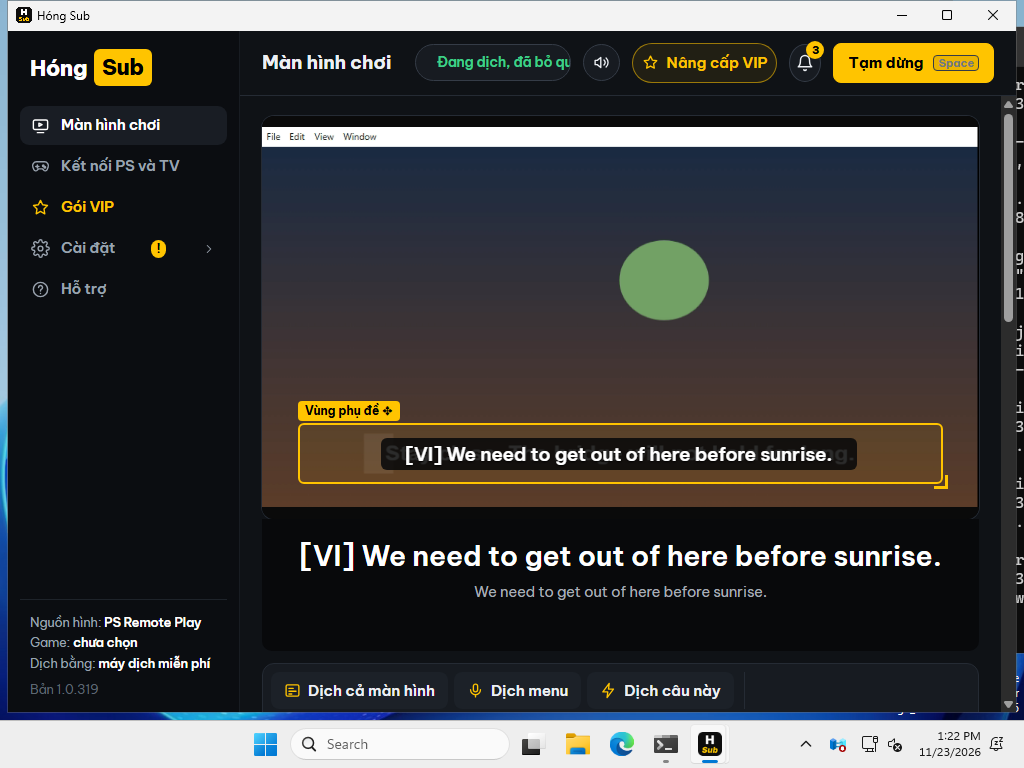 Hóng Sub
Hóng Sub
Màn hình chơi
Đang dịch, đã bỏ qu
Nâng cấp VIP
3
Tạm dừng Space
Màn hình chơi
Kết nối PS và TV
Gói VIP
Cài đặt !
Hỗ trợ
File Edit View Window
Vùng phụ đề
[VI] We need to get out of here before sunrise.
[VI] We need to get out of here before sunrise.
We need to get out of here before sunrise.
Nguồn hình: PS Remote Play
Game: chưa chọn
Dịch bằng: máy dịch miễn phí
Bản 1.0.319
Dịch cả màn hình
Dịch menu
Dịch câu này
Search
1:22 PM
11/23/2026